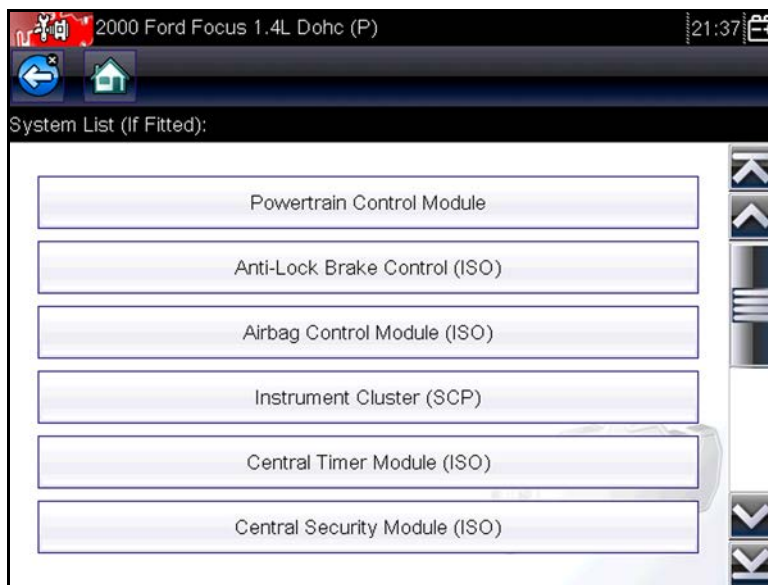 2000 Ford Focus 1.4L Dohc (P) 21:37
System List (If Fitted):
Powertrain Control Module
Anti-Lock Brake Control (ISO)
Airbag Control Module (ISO)
Instrument Cluster (SCP)
Central Timer Module (ISO)
Central Security Module (ISO)